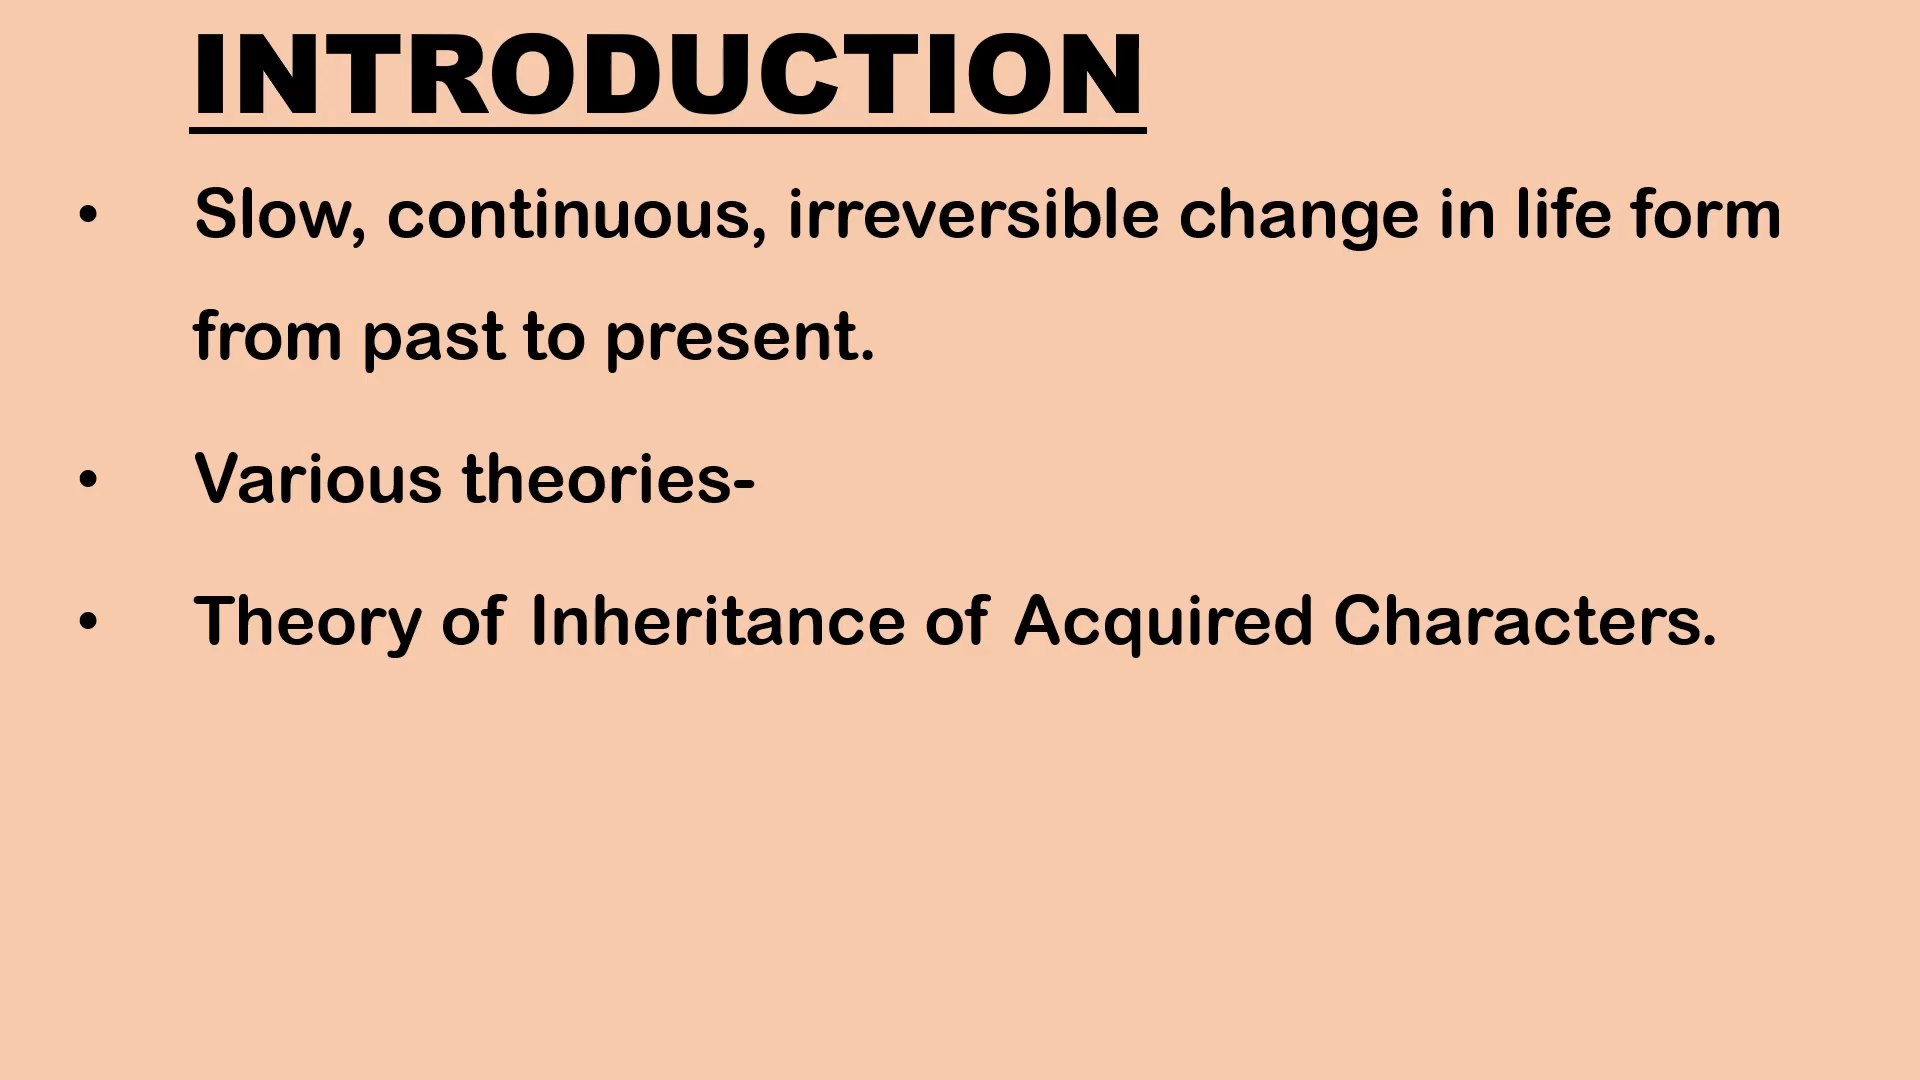 INTRODUCTION
• Slow, continuous, irreversible change in life form
from past to present.
• Various theories-
• Theory of Inheritance of Acquired Characters.